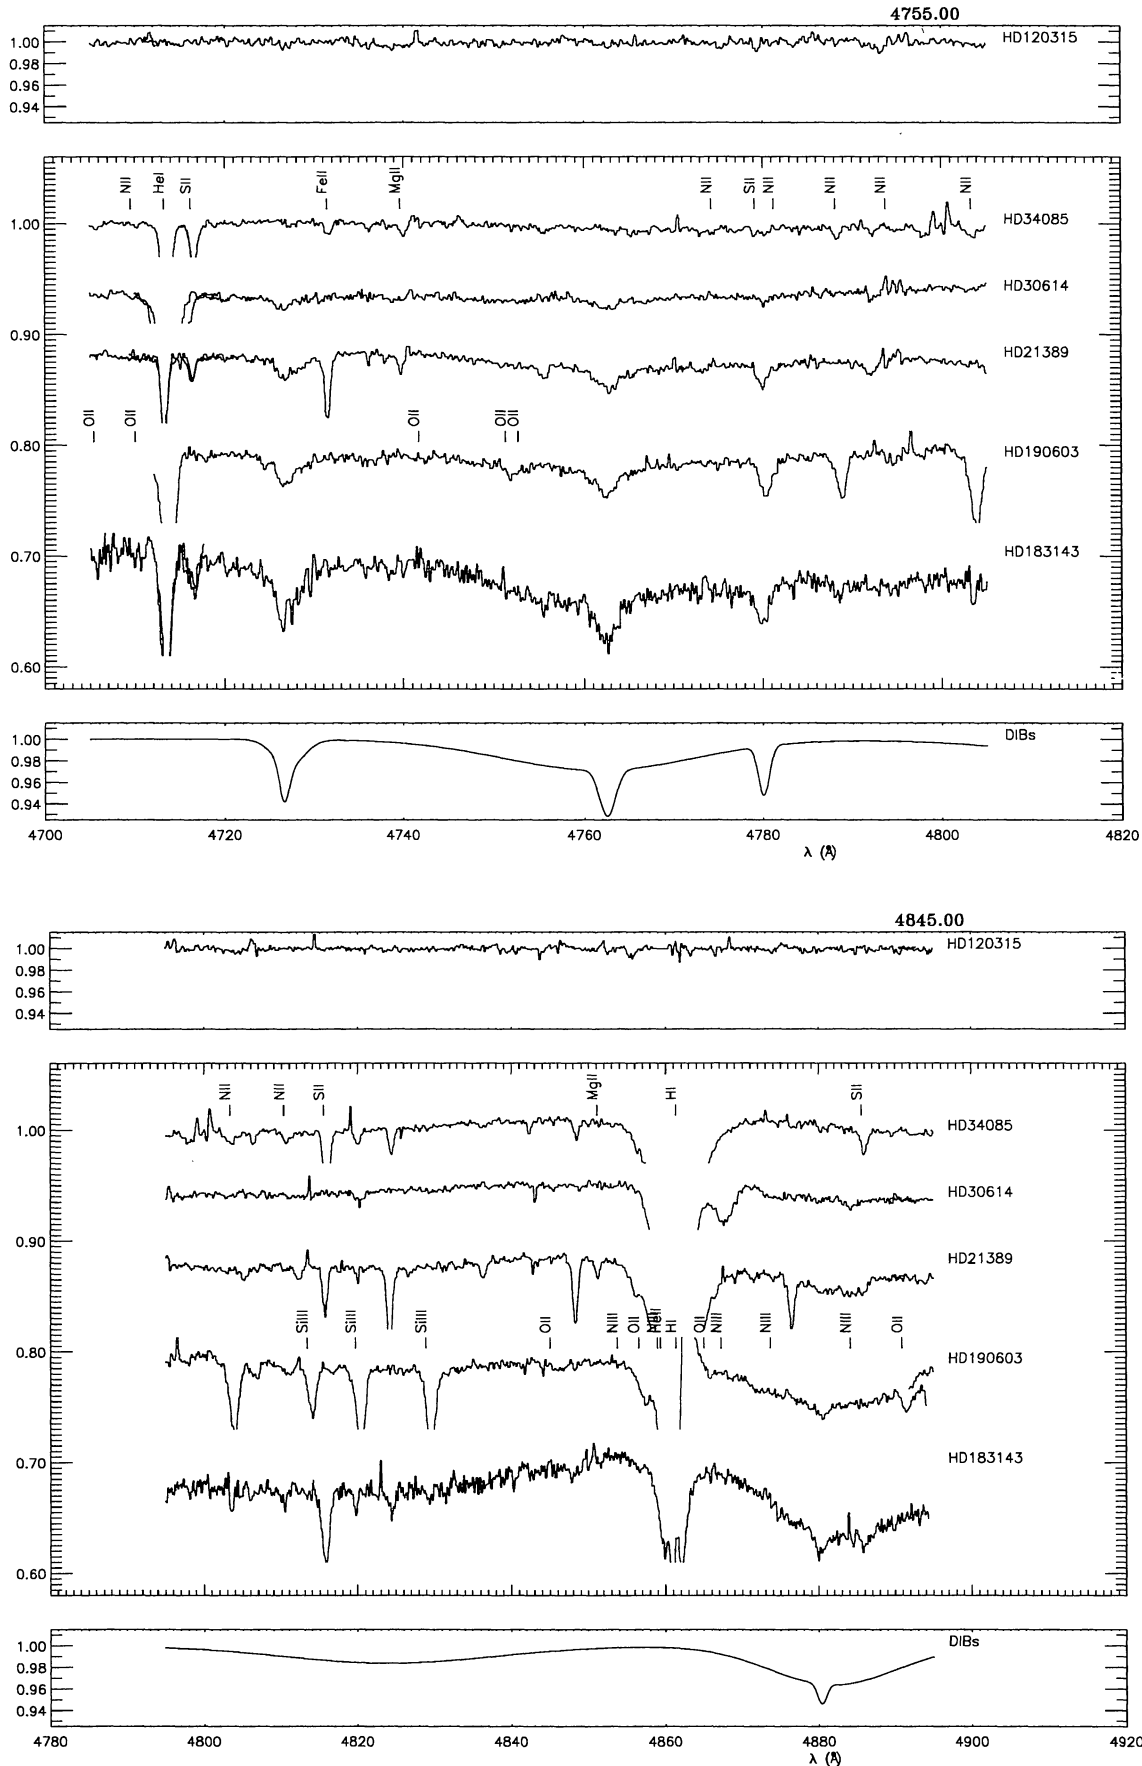 4755.00
HD120315
1.00
0.98
0.96
0.94
NII HeI SII FeII MgII NII SII NII NII NII NII
1.00
HD34085
HD30614
0.90
HD21389
OII OII OII OII OII
0.80
HD190603
0.70
HD183143
0.60
DIBs
1.00
0.98
0.96
0.94
4700 4720 4740 4760 4780 4800 4820
λ (Å)
4845.00
HD120315
1.00
0.98
0.96
0.94
NII NII SII MgII HI SII
1.00
HD34085
HD30614
0.90
HD21389
SiIII SiIII SiIII OII NIII OII HeII HI OII NIII NIII NIII OII
0.80
HD190603
0.70
HD183143
0.60
DIBs
1.00
0.98
0.96
0.94
4780 4800 4820 4840 4860 4880 4900 4920
λ (Å)